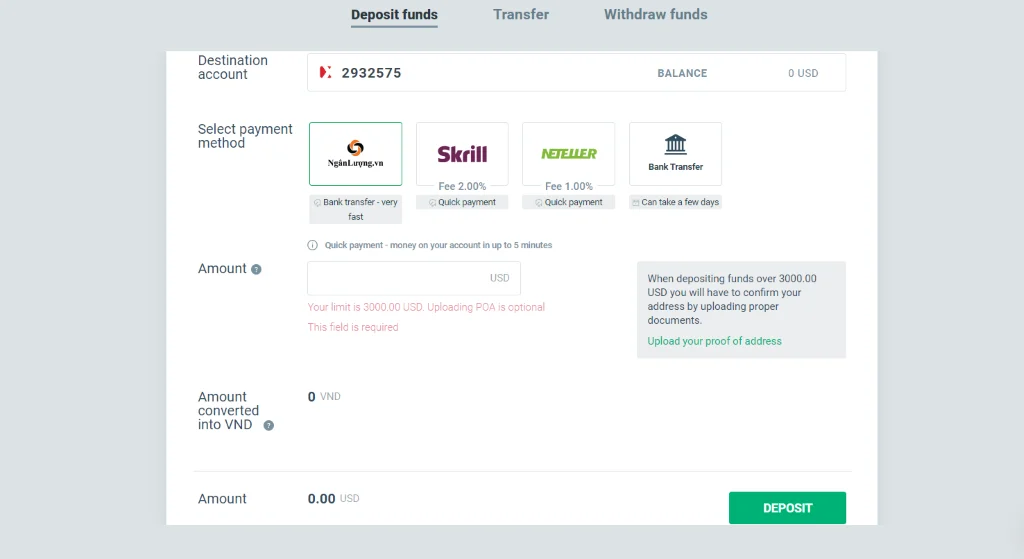 Deposit funds Transfer Withdraw funds
Destination account
2932575 BALANCE 0 USD
Select payment method
NgânLượng.vn
Skrill
NETELLER
Bank Transfer
Fee 2.00%
Fee 1.00%
Bank transfer - very fast
Quick payment
Quick payment
Can take a few days
Quick payment - money on your account in up to 5 minutes
Amount ?
USD
Your limit is 3000.00 USD. Uploading POA is optional
This field is required
When depositing funds over 3000.00
USD you will have to confirm your
address by uploading proper
documents.
Upload your proof of address
Amount
converted
into VND ?
0 VND
Amount 0.00 USD
DEPOSIT